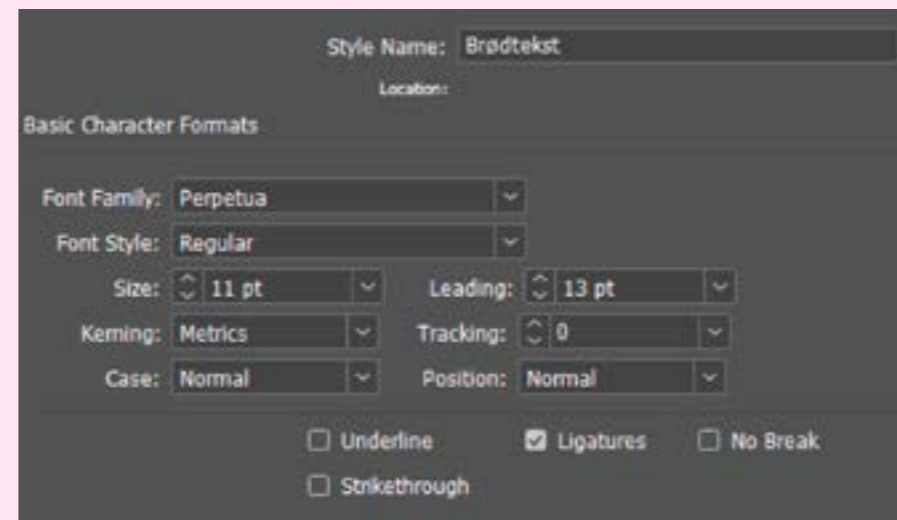 Style Name: Brødtekst
Location:
Basic Character Formats
Font Family: Perpetua
Font Style: Regular
Size: 11 pt Leading: 13 pt
Kerning: Metrics Tracking: 0
Case: Normal Position: Normal
Underline Ligatures No Break
Strikethrough